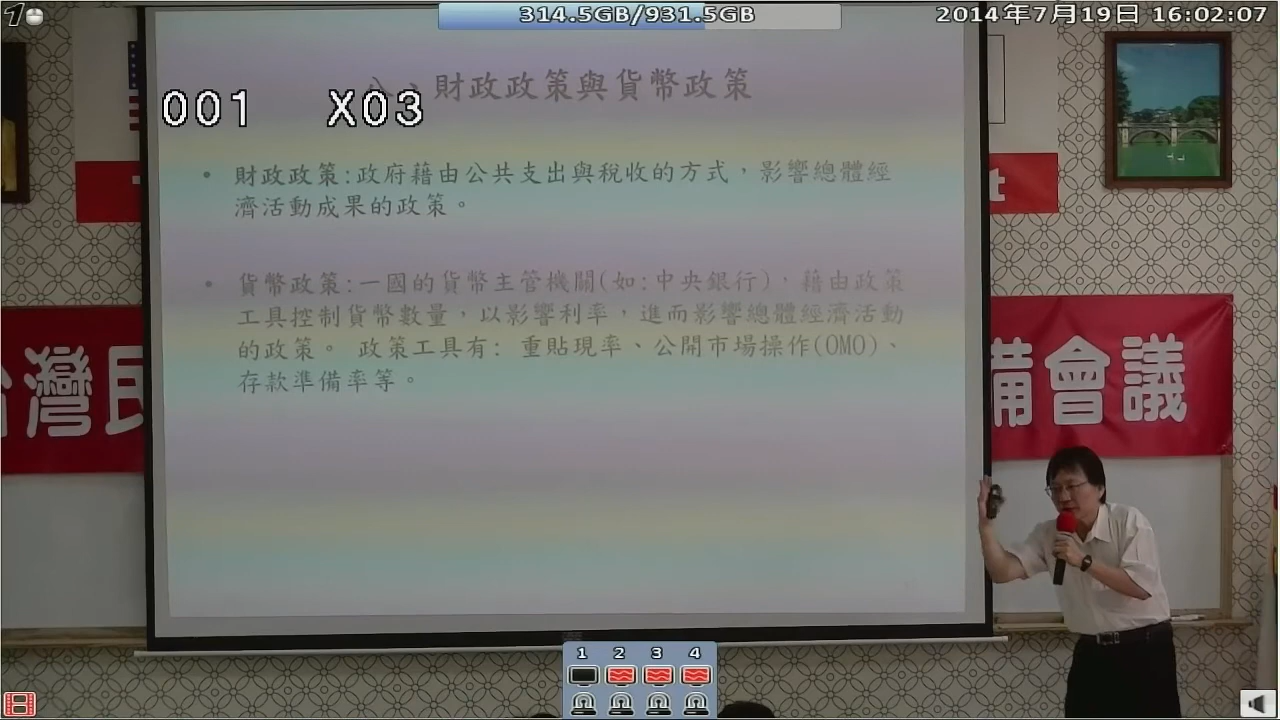 314.5GB/931.5GB
2014年7月19日 16:02:07
001 X03
八、財政政策與貨幣政策
• 財政政策:政府藉由公共支出與稅收的方式，影響總體經
濟活動成果的政策。
• 貨幣政策:一國的貨幣主管機關(如:中央銀行)，藉由政策
工具控制貨幣數量，以影響利率，進而影響總體經濟活動
的政策。 政策工具有: 重貼現率、公開市場操作(OMO)、
存款準備率等。
t
台灣民
備會議
1 2 3 4